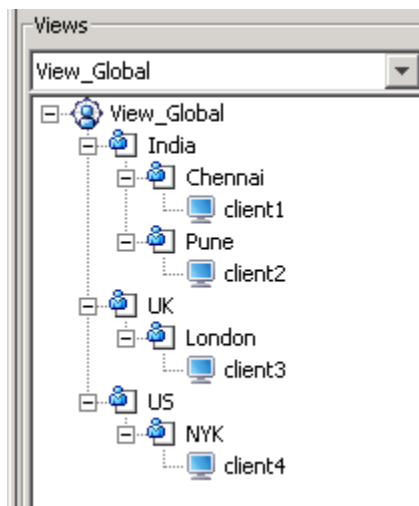 Views
View_Global
View_Global
India
Chennai
client1
Pune
client2
UK
London
client3
US
NYK
client4